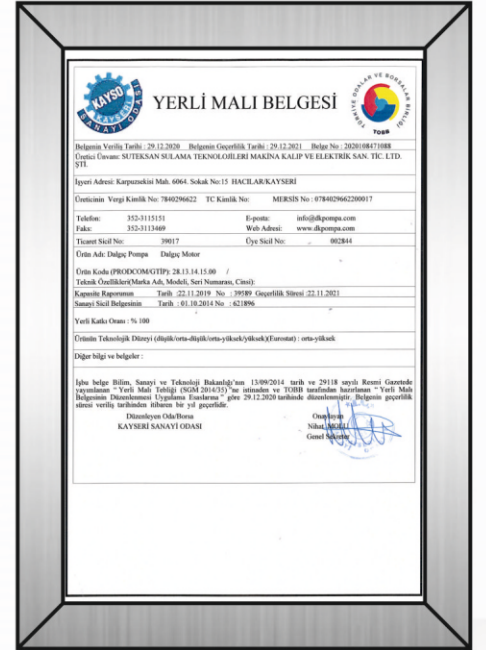 KAYSO
KAYSERİ
SANAYİ ODASI
YERLİ MALI BELGESİ
TÜRKİYE ODALAR VE BORSALAR BİRLİĞİ
TOBB
Belgenin Veriliş Tarihi : 29.12.2020 Belgenin Geçerlilik Tarihi : 29.12.2021 Belge No : 2020108471088
Üretici Ünvanı: SUTEKSAN SULAMA TEKNOLOJİLERİ MAKİNA KALIP VE ELEKTRİK SAN. TİC. LTD.
ŞTİ.
İşyeri Adresi: Karpuzsekisi Mah. 6064. Sokak No:15 HACILAR/KAYSERİ
Üreticinin Vergi Kimlik No: 7840296622 TC Kimlik No: MERSİS No : 0784029662200017
Telefon: 352-3115151 E-posta: info@dkpompa.com
Faks: 352-3113469 Web Adresi: www.dkpompa.com
Ticaret Sicil No: 39017 Üye Sicil No: 002844
Ürün Adı: Dalgıç Pompa Dalgıç Motor
Ürün Kodu (PRODCOM/GTİP): 28.13.14.15.00 /
Teknik Özellikleri(Marka Adı, Modeli, Seri Numarası, Cinsi):
Kapasite Raporunun Tarih :22.11.2019 No : 39589 Geçerlilik Süresi :22.11.2021
Sanayi Sicil Belgesinin Tarih : 01.10.2014 No : 621896
Yerli Katkı Oranı : % 100
Ürünün Teknolojik Düzeyi (düşük/orta-düşük/orta-yüksek/yüksek)(Eurostat) : orta-yüksek
Diğer bilgi ve belgeler :
İşbu belge Bilim, Sanayi ve Teknoloji Bakanlığı'nın 13/09/2014 tarih ve 29118 sayılı Resmi Gazetede
yayımlanan " Yerli Malı Tebliği (SGM 2014/35) "ne istinaden ve TOBB tarafından hazırlanan " Yerli Malı
Belgesinin Düzenlenmesi Uygulama Esaslarına " göre 29.12.2020 tarihinde düzenlenmiştir. Belgenin geçerlilik
süresi veriliş tarihinden itibaren bir yıl geçerlidir.
Düzenleyen Oda/Borsa Onaylayan
KAYSERİ SANAYİ ODASI Nihat
Genel Sekreter